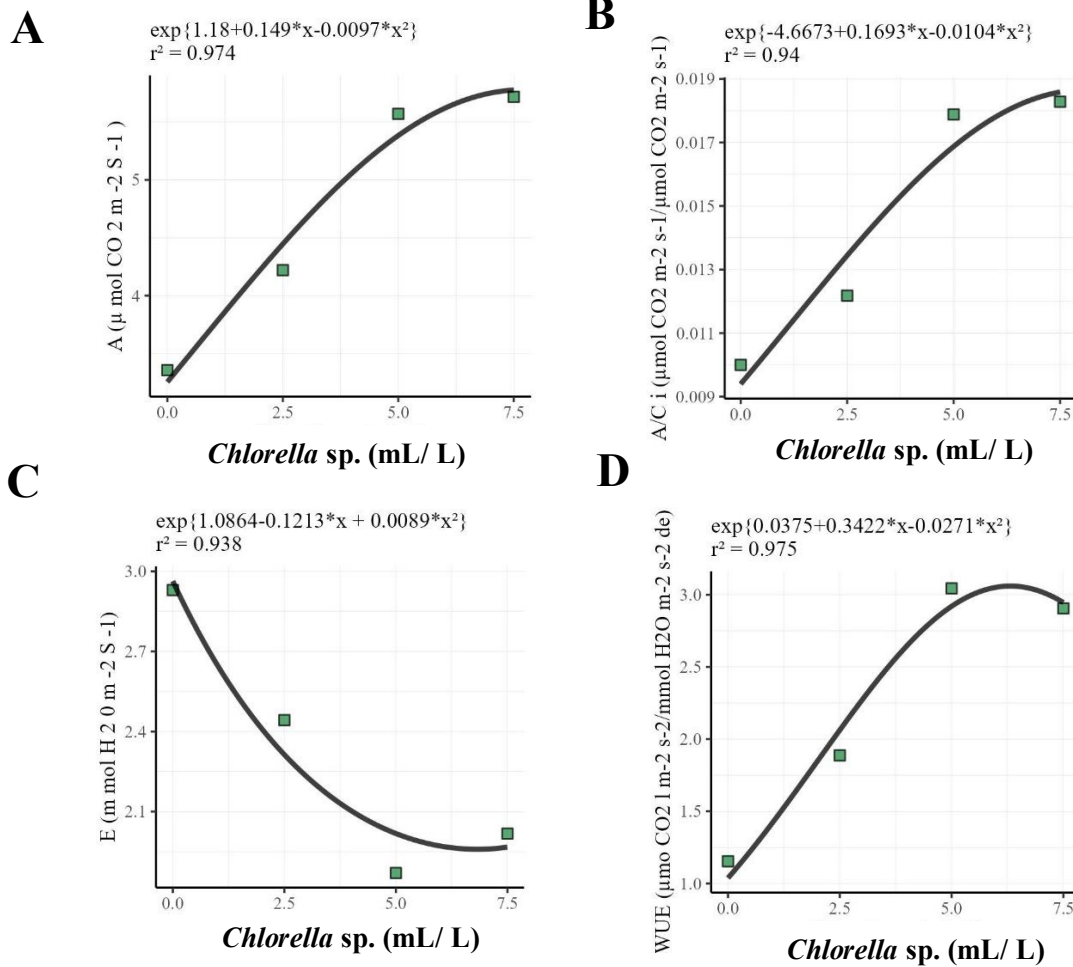 A
exp{1.18+0.149*x-0.0097*x²}
r² = 0.974
A (μ mol CO 2 m -2 S -1 )
5
4
0.0 2.5 5.0 7.5
Chlorella sp. (mL/ L)
B
exp{-4.6673+0.1693*x-0.0104*x²}
r² = 0.94
A/C i (μmol CO2 m-2 s-1/μmol CO2 m-2 s-1)
0.019
0.017
0.015
0.013
0.011
0.009
0.0 2.5 5.0 7.5
Chlorella sp. (mL/ L)
C
exp{1.0864-0.1213*x + 0.0089*x²}
r² = 0.938
E (m mol H 2 0 m -2 S -1)
3.0
2.7
2.4
2.1
0.0 2.5 5.0 7.5
Chlorella sp. (mL/ L)
D
exp{0.0375+0.3422*x-0.0271*x²}
r² = 0.975
WUE (μmo CO2 l m-2 s-2/mmol H2O m-2 s-2 de)
3.0
2.5
2.0
1.5
1.0
0.0 2.5 5.0 7.5
Chlorella sp. (mL/ L)